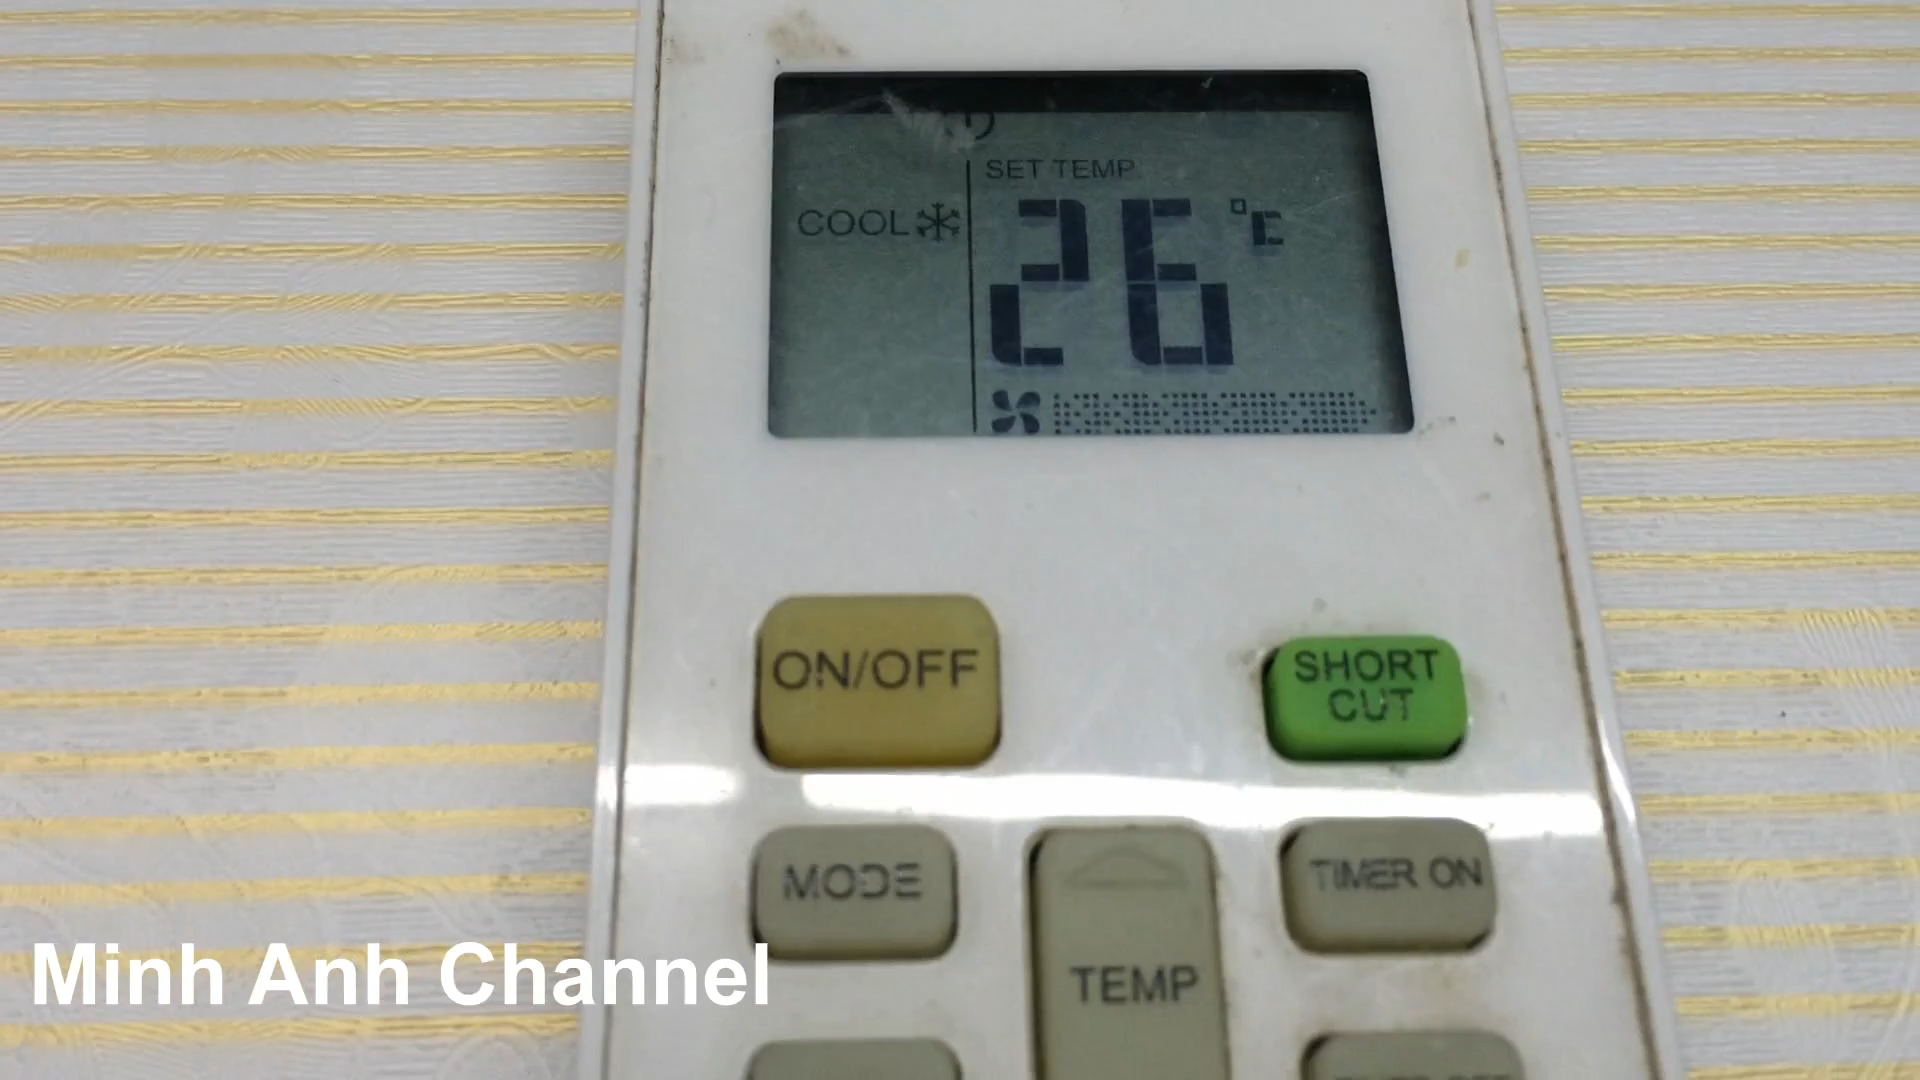 SET TEMP.
COOL
26 °C
ON/OFF
SHORT
CUT
MODE
TIMER ON
TEMP
Minh Anh Channel